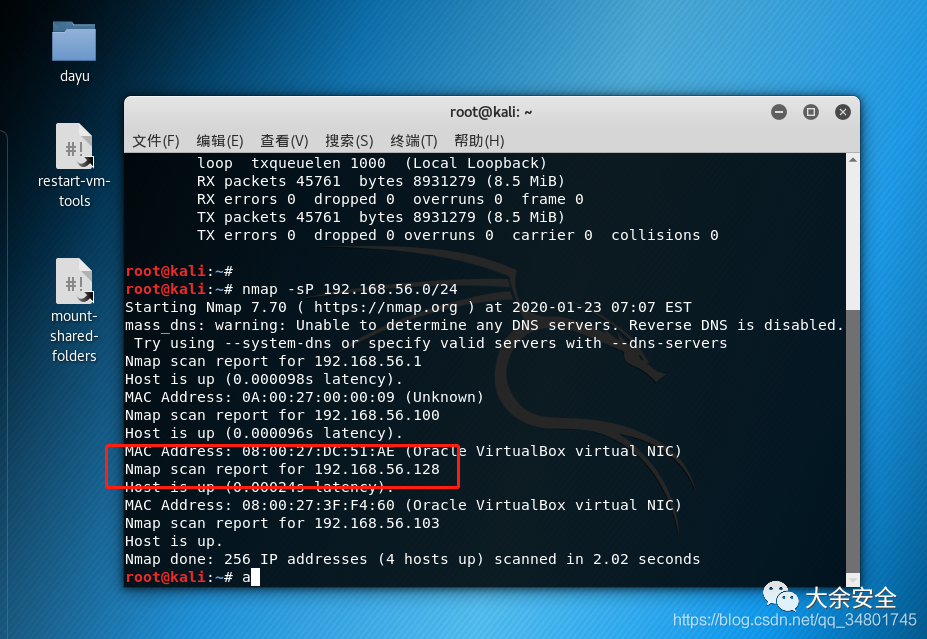 dayu
restart-vm-
tools
mount-
shared-
folders
root@kali: ~
文件(F) 编辑(E) 查看(V) 搜索(S) 终端(T) 帮助(H)
loop txqueuelen 1000 (Local Loopback)
RX packets 45761 bytes 8931279 (8.5 MiB)
RX errors 0 dropped 0 overruns 0 frame 0
TX packets 45761 bytes 8931279 (8.5 MiB)
TX errors 0 dropped 0 overruns 0 carrier 0 collisions 0
root@kali:~#
root@kali:~# nmap -sP 192.168.56.0/24
Starting Nmap 7.70 ( https://nmap.org ) at 2020-01-23 07:07 EST
mass_dns: warning: Unable to determine any DNS servers. Reverse DNS is disabled.
Try using --system-dns or specify valid servers with --dns-servers
Nmap scan report for 192.168.56.1
Host is up (0.000098s latency).
MAC Address: 0A:00:27:00:00:09 (Unknown)
Nmap scan report for 192.168.56.100
Host is up (0.000096s latency).
MAC Address: 08:00:27:DC:51:AE (Oracle VirtualBox virtual NIC)
Nmap scan report for 192.168.56.128
Host is up (0.00024s latency).
MAC Address: 08:00:27:3F:F4:60 (Oracle VirtualBox virtual NIC)
Nmap scan report for 192.168.56.103
Host is up.
Nmap done: 256 IP addresses (4 hosts up) scanned in 2.02 seconds
root@kali:~# a
大余安全
https://blog.csdn.net/qq_34801745